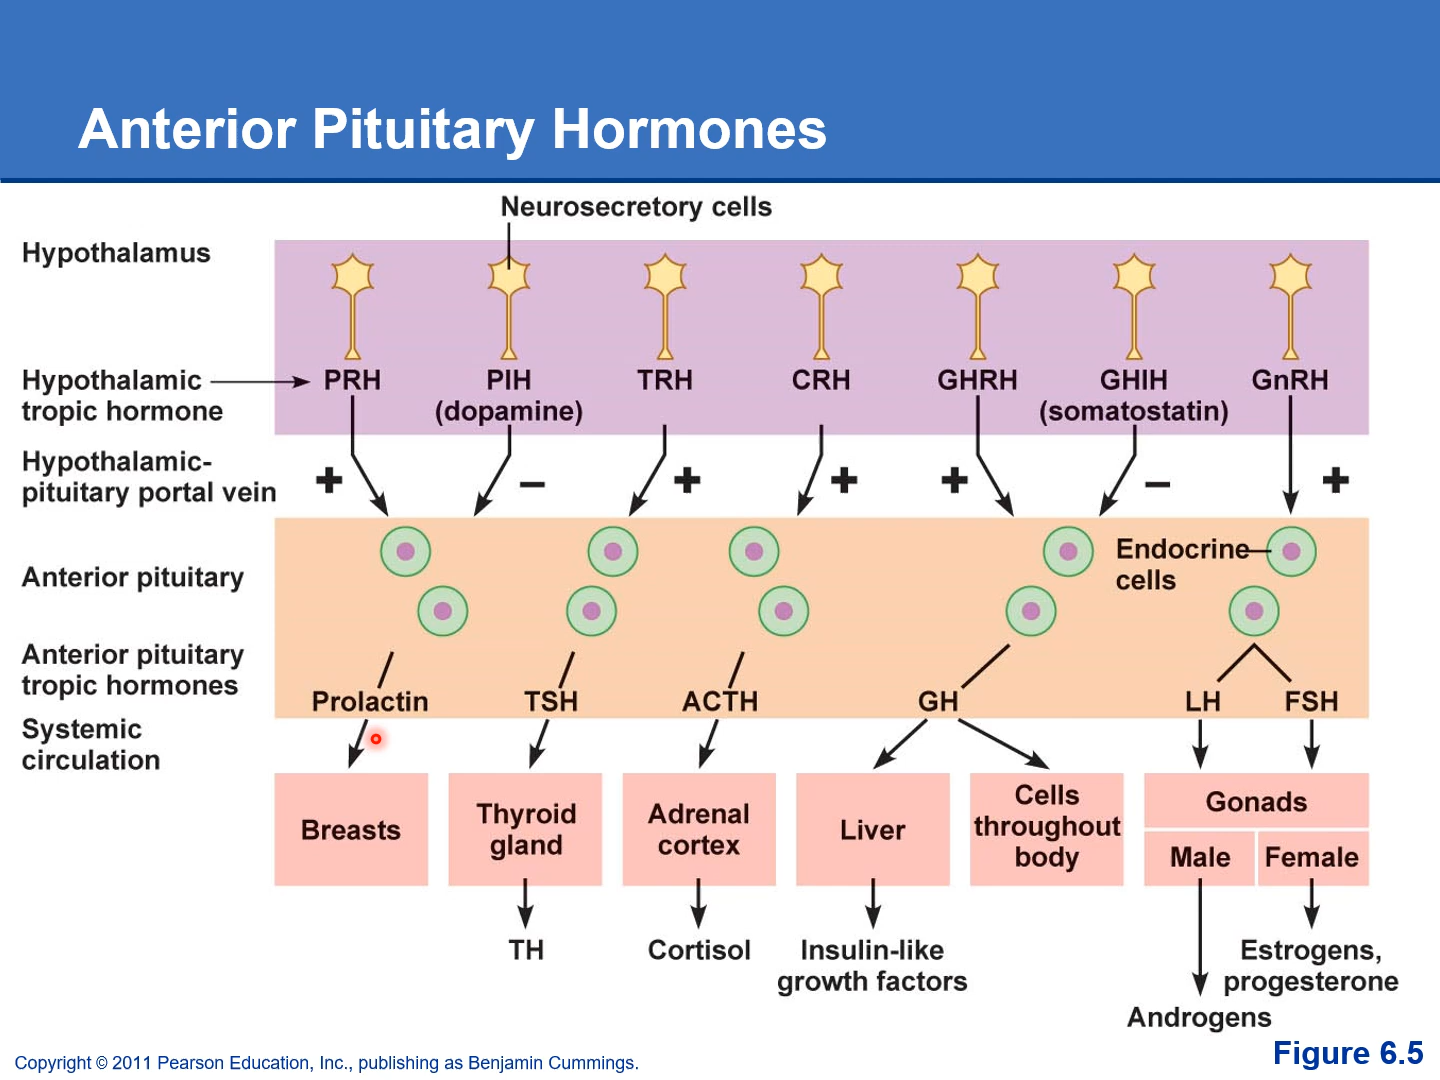 Anterior Pituitary Hormones
Neurosecretory cells
Hypothalamus
Hypothalamic
tropic hormone
PRH
PIH
(dopamine)
TRH
CRH
GHRH
GHIH
(somatostatin)
GnRH
Hypothalamic-
pituitary portal vein
+
–
+
+
+
–
+
Anterior pituitary
Endocrine
cells
Anterior pituitary
tropic hormones
Prolactin
TSH
ACTH
GH
LH
FSH
Systemic
circulation
Breasts
Thyroid
gland
Adrenal
cortex
Liver
Cells
throughout
body
Gonads
Male
Female
TH
Cortisol
Insulin-like
growth factors
Estrogens,
progesterone
Androgens
Figure 6.5
Copyright © 2011 Pearson Education, Inc., publishing as Benjamin Cummings.